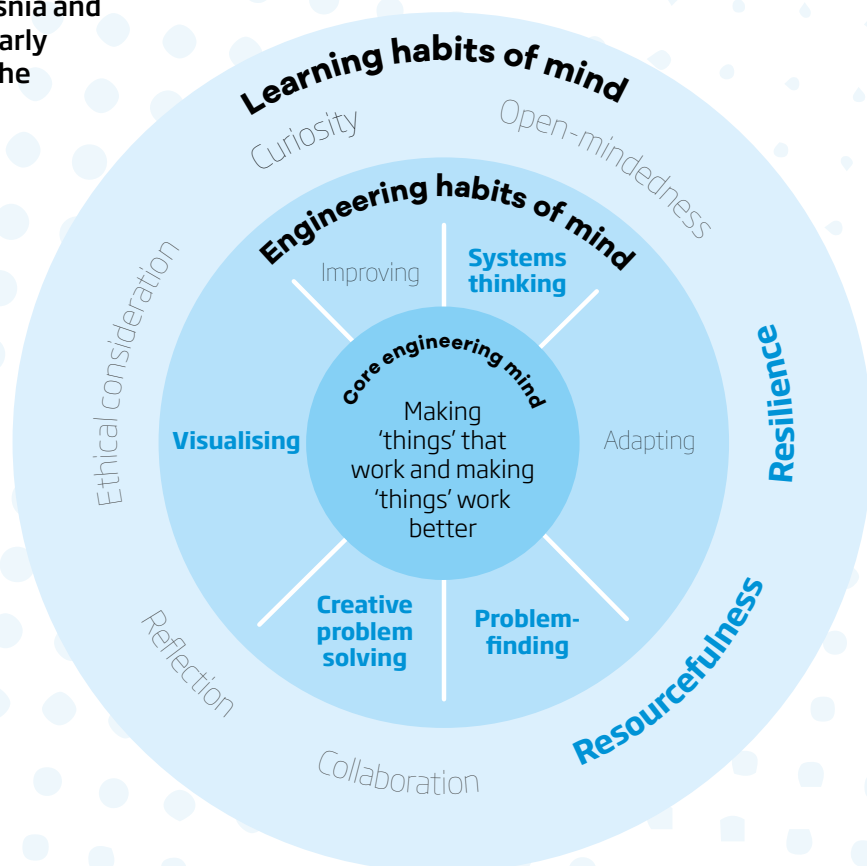 snia and
arly
he
Learning habits of mind
Curiosity
Open-mindedness
Ethical consideration
Resilience
Reflection
Resourcefulness
Collaboration
Engineering habits of mind
Improving
Systems
thinking
Visualising
Adapting
Creative
problem
solving
Problem-
finding
Core engineering mind
Making
'things' that
work and making
'things' work
better